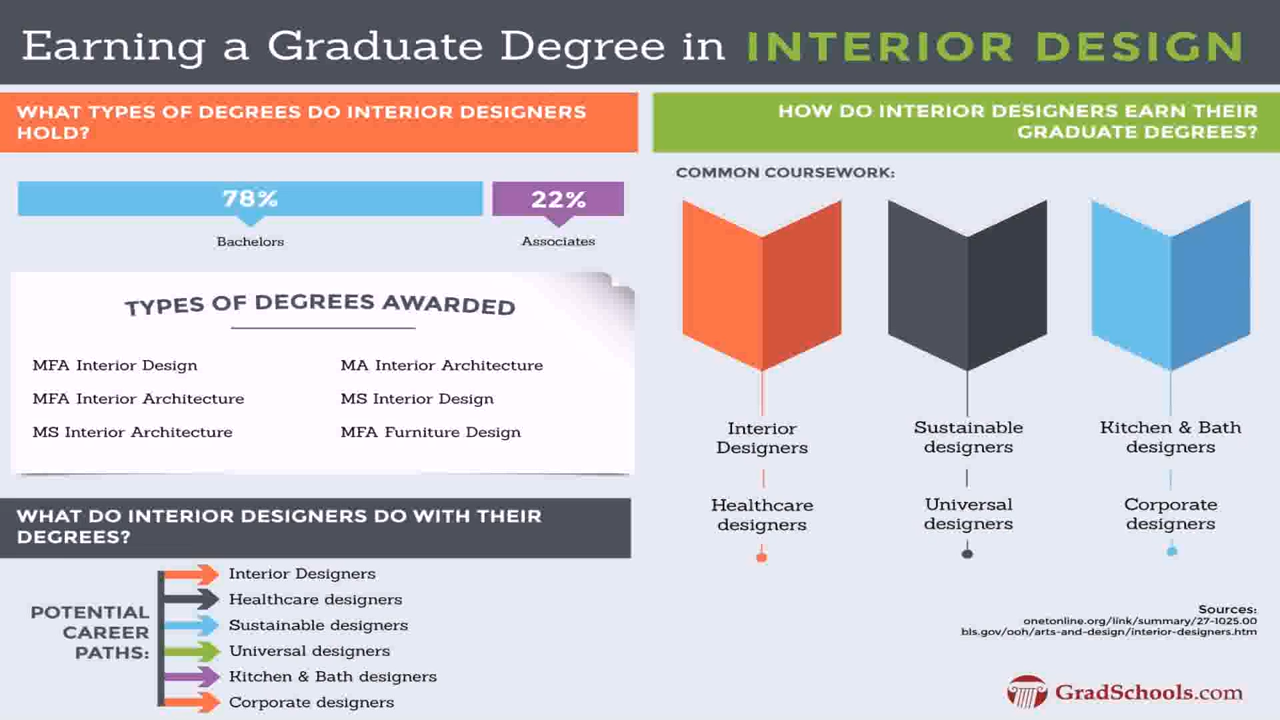 Earning a Graduate Degree in INTERIOR DESIGN
WHAT TYPES OF DEGREES DO INTERIOR DESIGNERS
HOLD?
78%
22%
Bachelors
Associates
TYPES OF DEGREES AWARDED
MFA Interior Design
MA Interior Architecture
MFA Interior Architecture
MS Interior Design
MS Interior Architecture
MFA Furniture Design
WHAT DO INTERIOR DESIGNERS DO WITH THEIR
DEGREES?
POTENTIAL
CAREER
PATHS:
Interior Designers
Healthcare designers
Sustainable designers
Universal designers
Kitchen & Bath designers
Corporate designers
HOW DO INTERIOR DESIGNERS EARN THEIR
GRADUATE DEGREES?
COMMON COURSEWORK:
Interior
Designers
Healthcare
designers
Sustainable
designers
Universal
designers
Kitchen & Bath
designers
Corporate
designers
Sources:
onetonline.org/link/summary/27-1025.00
bls.gov/ooh/arts-and-design/interior-designers.htm
GradSchools.com